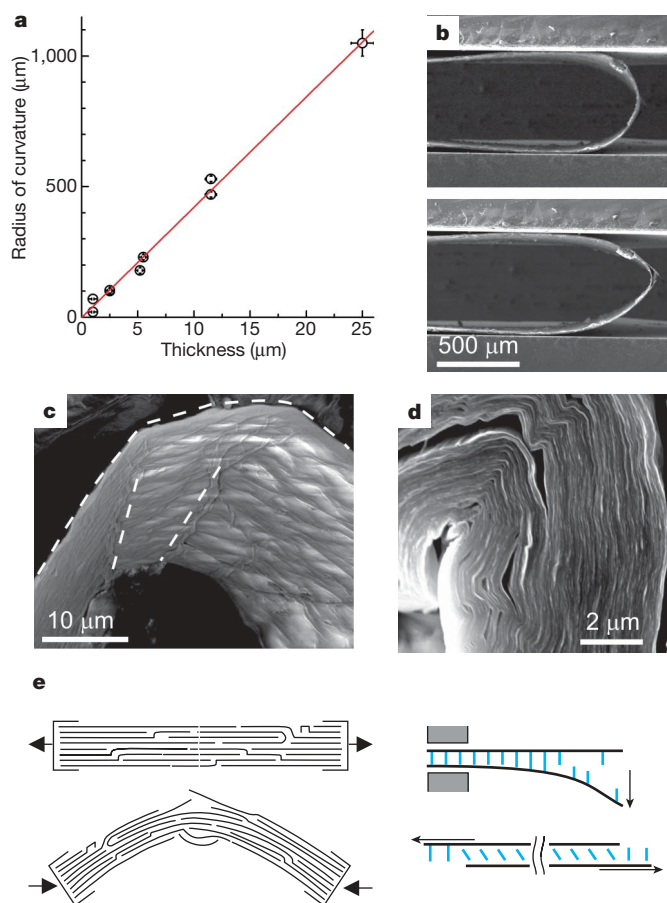 a
1,000
500
0
Radius of curvature (μm)
0 5 10 15 20 25
Thickness (μm)
b
500 μm
c
10 μm
d
2 μm
e